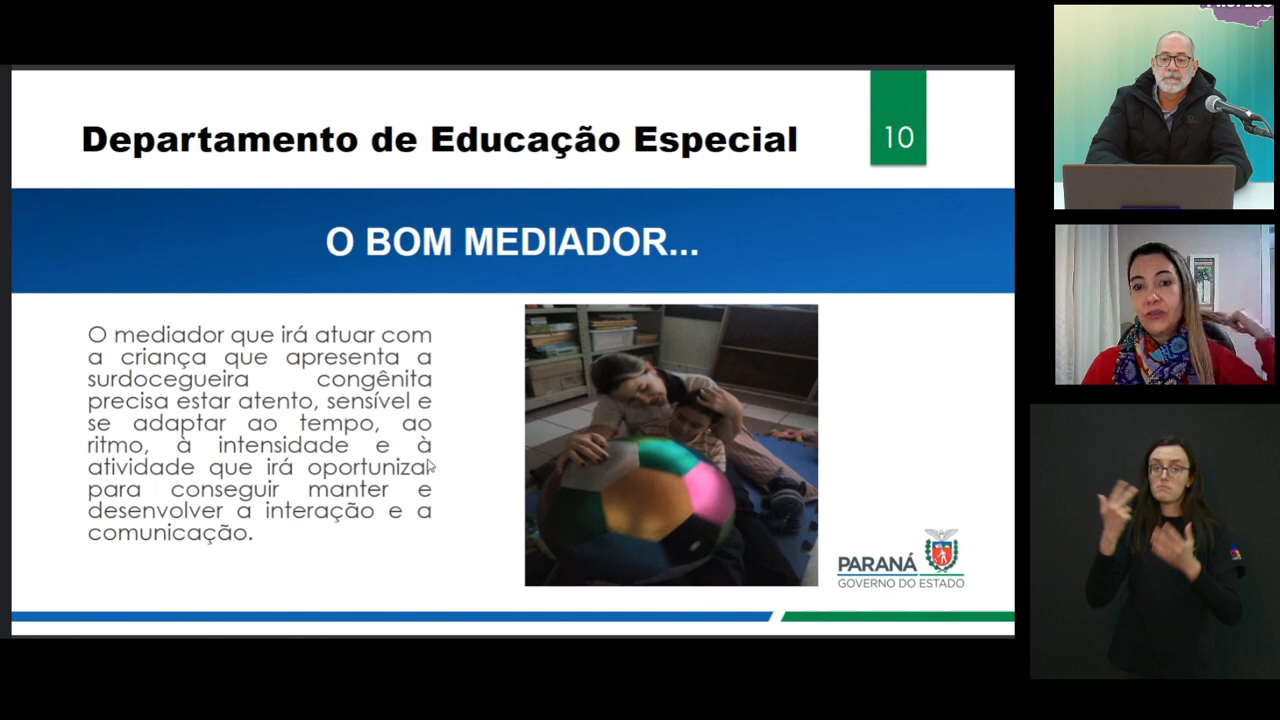 Departamento de Educação Especial
10
O BOM MEDIADOR...
O mediador que irá atuar com
a criança que apresenta a
surdocegueira congênita
precisa estar atento, sensível e
se adaptar ao tempo, ao
ritmo, à intensidade e à
atividade que irá oportunizar
para conseguir manter e
desenvolver a interação e a
comunicação.
PARANÁ
GOVERNO DO ESTADO